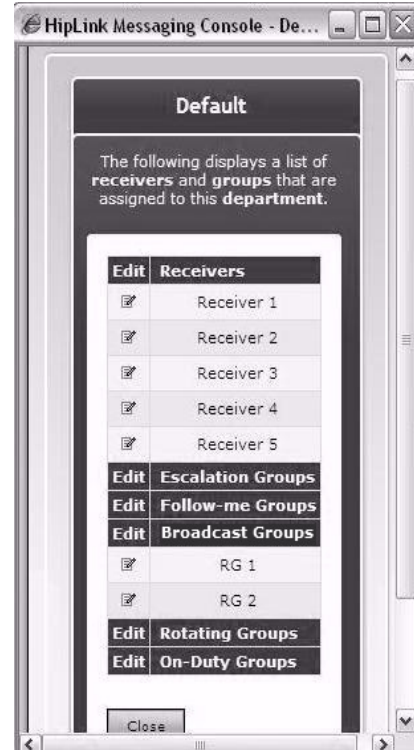 HipLink Messaging Console - De...
Default
The following displays a list of
receivers and groups that are
assigned to this department.
Edit Receivers
Receiver 1
Receiver 2
Receiver 3
Receiver 4
Receiver 5
Edit Escalation Groups
Edit Follow-me Groups
Edit Broadcast Groups
RG 1
RG 2
Edit Rotating Groups
Edit On-Duty Groups
Close